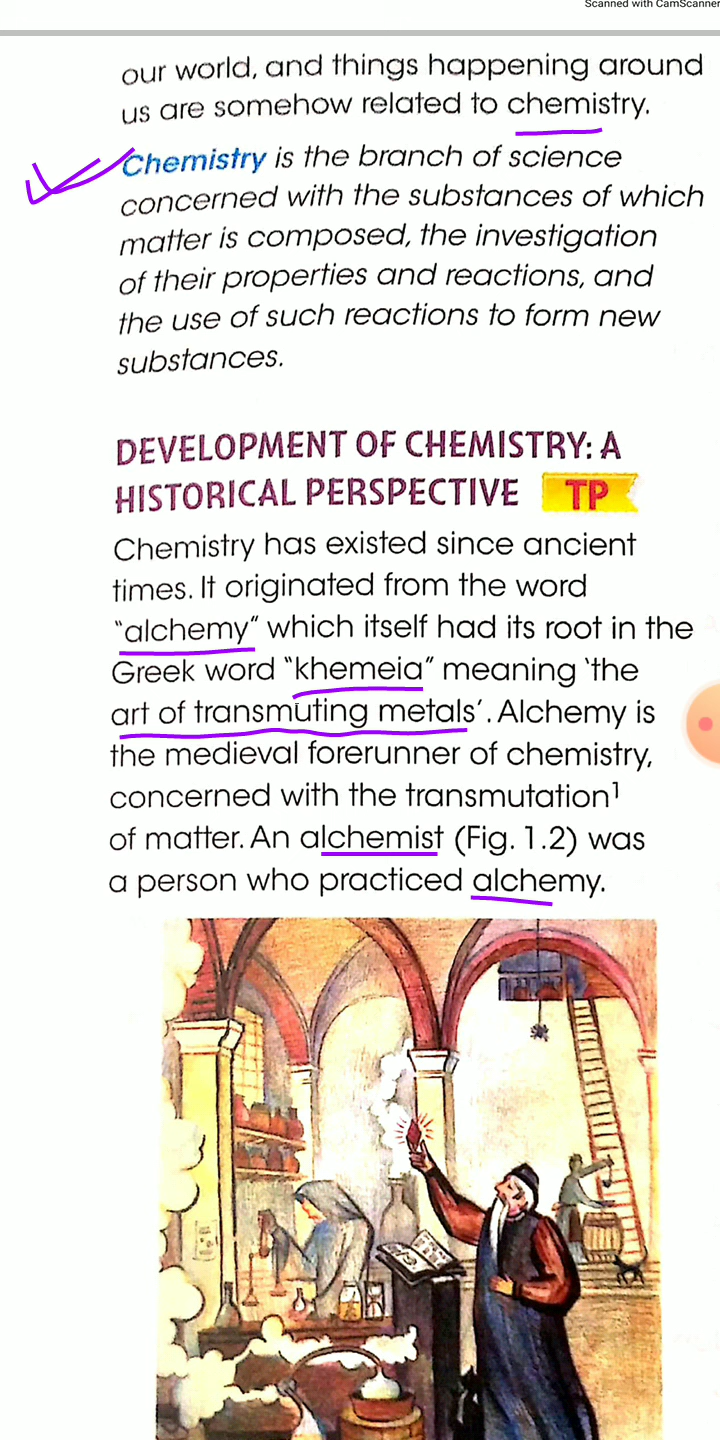 Scanned with CamScanner
our world, and things happening around
us are somehow related to chemistry.
Chemistry is the branch of science
concerned with the substances of which
matter is composed, the investigation
of their properties and reactions, and
the use of such reactions to form new
substances.
DEVELOPMENT OF CHEMISTRY: A
HISTORICAL PERSPECTIVE TP
Chemistry has existed since ancient
times. It originated from the word
“alchemy” which itself had its root in the
Greek word “khemeia” meaning ‘the
art of transmuting metals’. Alchemy is
the medieval forerunner of chemistry,
concerned with the transmutation¹
of matter. An alchemist (Fig. 1.2) was
a person who practiced alchemy.